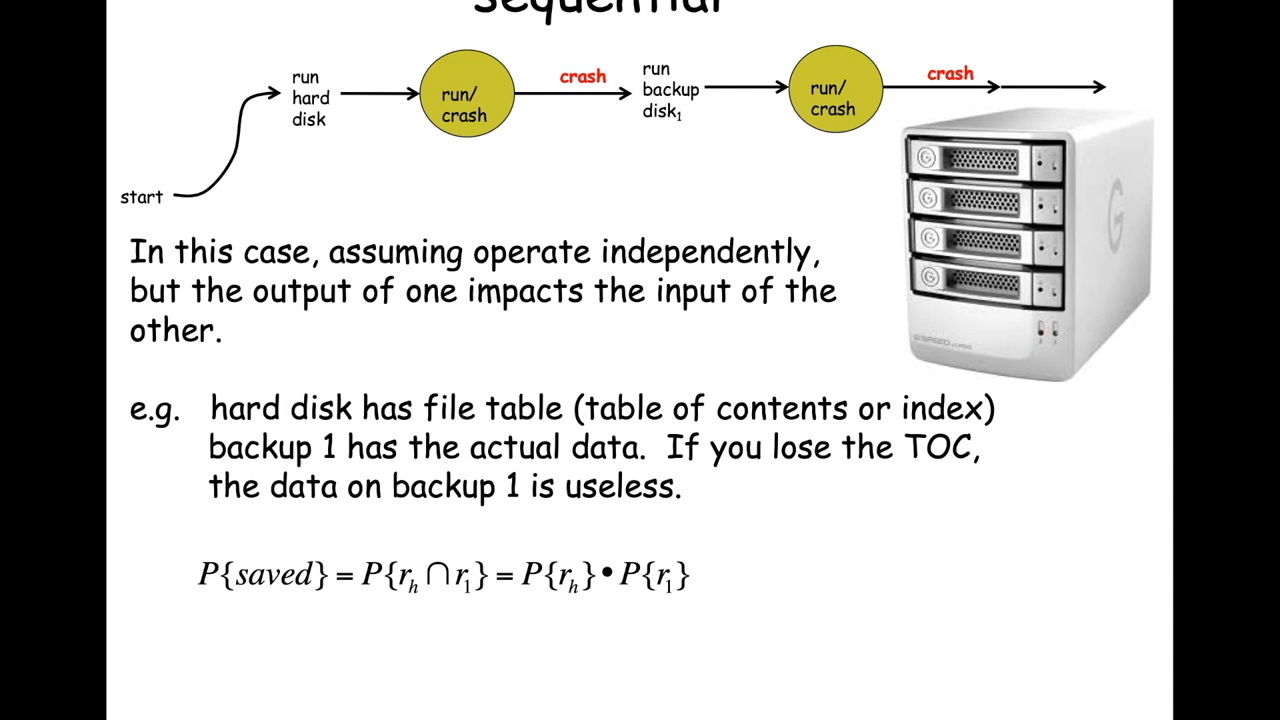 sequential
run
hard
disk
run/
crash
crash
run
backup
disk₁
run/
crash
crash
start
In this case, assuming operate independently,
but the output of one impacts the input of the
other.
e.g. hard disk has file table (table of contents or index)
backup 1 has the actual data. If you lose the TOC,
the data on backup 1 is useless.
P{saved} = P{rₕ ∩ r₁} = P{rₕ} • P{r₁}